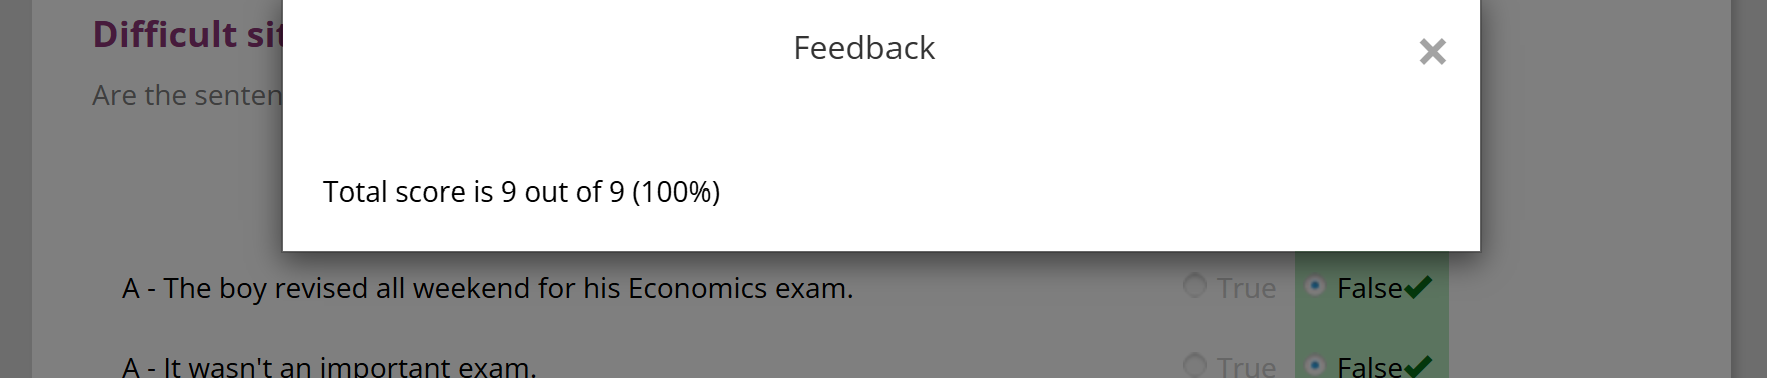 Difficult sit
Feedback
Are the senten
Total score is 9 out of 9 (100%)
A - The boy revised all weekend for his Economics exam. True False
A - It wasn't an important exam. True False